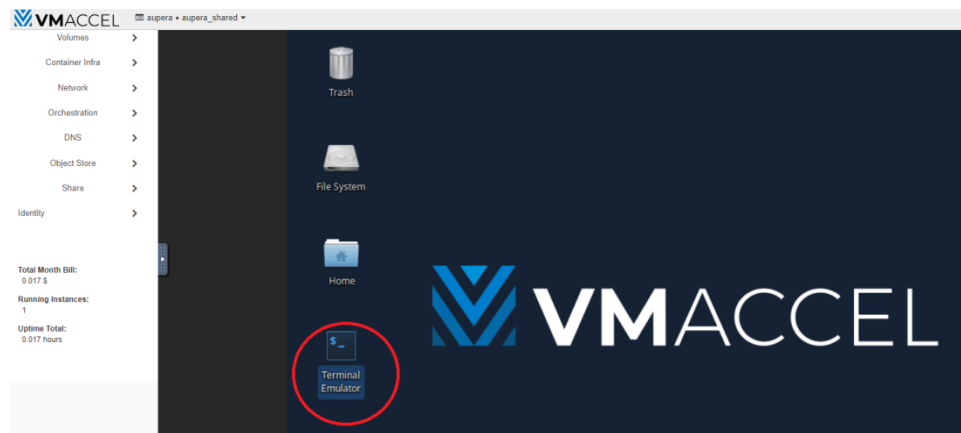 VMACCEL
aupera • aupera_shared
Volumes
Container Infra
Network
Orchestration
DNS
Object Store
Share
Identity
Total Month Bill:
0.017 $
Running Instances:
1
Uptime Total:
0.017 hours
Trash
File System
Home
$_
Terminal
Emulator
VMACCEL